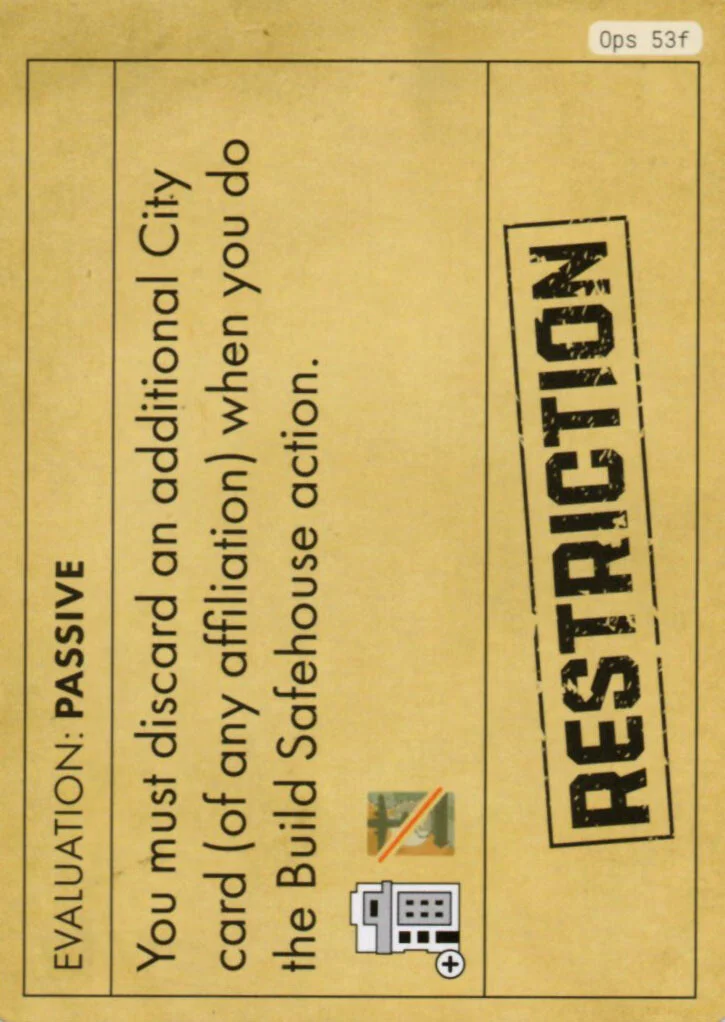 Ops 53f
EVALUATION: PASSIVE
You must discard an additional City
card (of any affiliation) when you do
the Build Safehouse action.
RESTRICTION